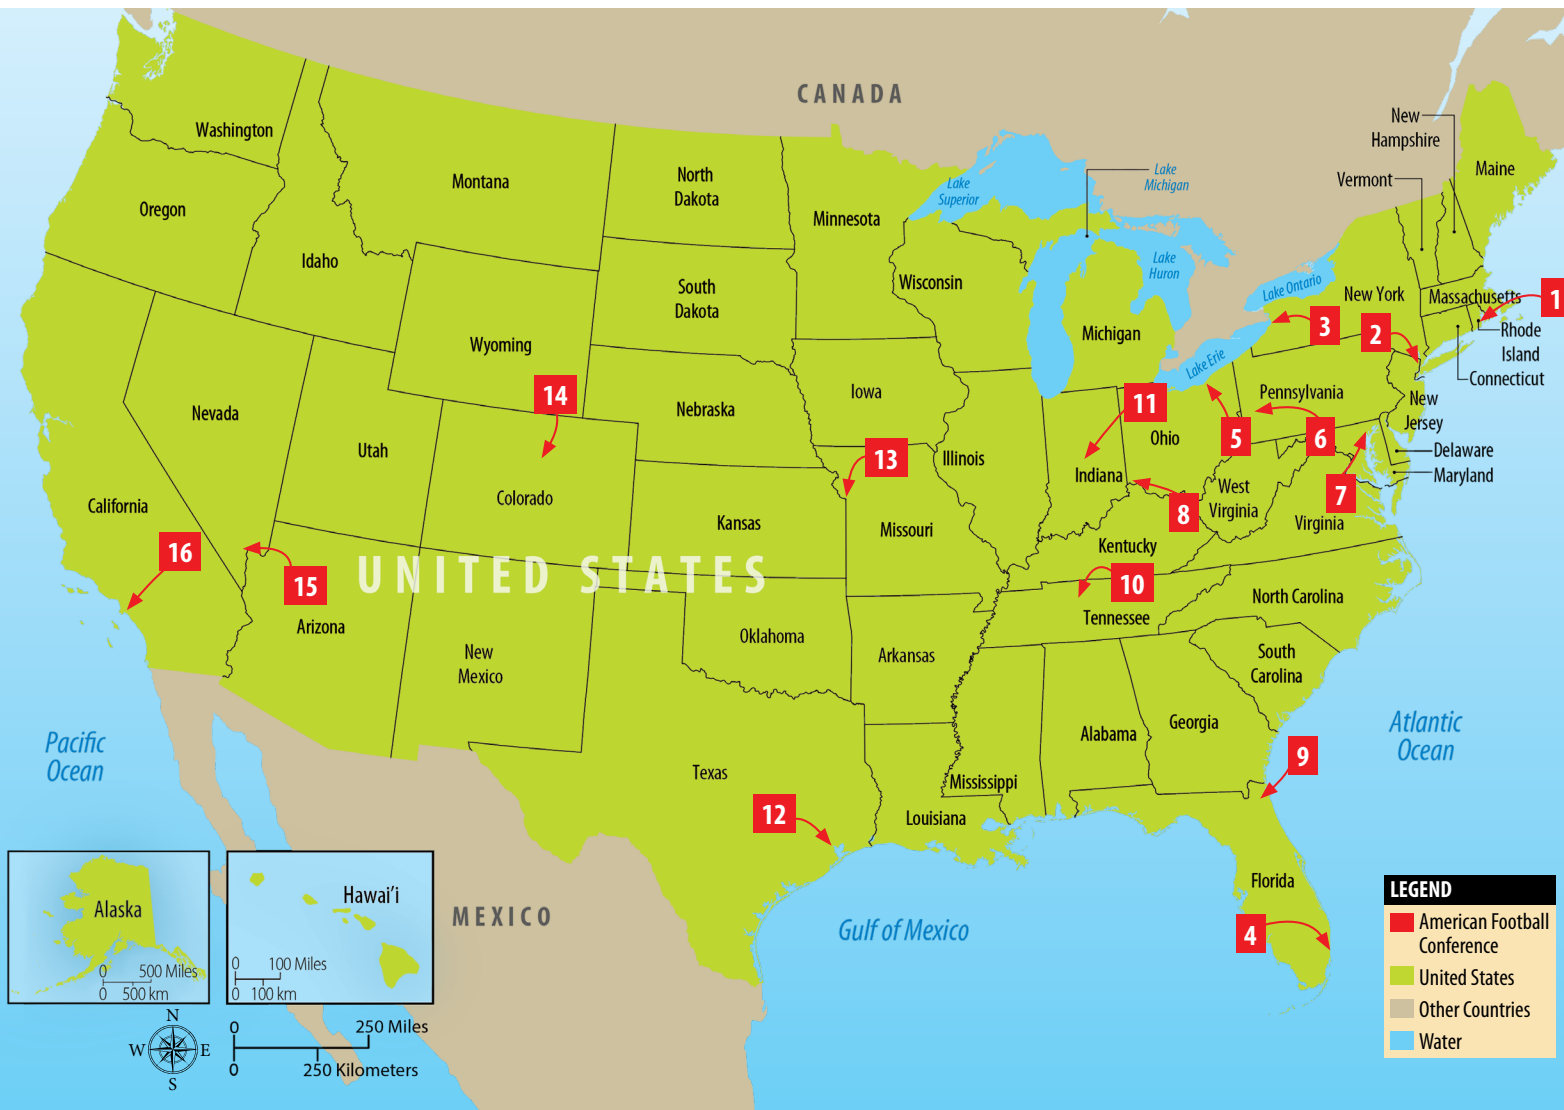 CANADA
New
Hampshire
Maine
Vermont
Washington
Montana
North
Dakota
Minnesota
Lake
Superior
Lake
Michigan
Oregon
Idaho
Wisconsin
Lake
Huron
Lake Ontario
New York
Massachusetts
1
South
Dakota
Michigan
3
2
Rhode
Island
Connecticut
Wyoming
Lake Erie
Iowa
Pennsylvania
New
Jersey
14
Nebraska
11
Nevada
Utah
Ohio
5
6
Delaware
Maryland
13
Illinois
Indiana
7
California
Colorado
Kansas
Missouri
8
West
Virginia
Virginia
16
15
Kentucky
UNITED STATES
10
Arizona
Tennessee
North Carolina
New
Mexico
Oklahoma
Arkansas
South
Carolina
Pacific
Ocean
Texas
Alabama
Georgia
Atlantic
Ocean
9
Mississippi
12
Louisiana
Florida
4
Gulf of Mexico
MEXICO
Alaska
0 500 Miles
0 500 km
Hawai’i
0 100 Miles
0 100 km
N
W E
S
0 250 Miles
0 250 Kilometers
LEGEND
American Football
Conference
United States
Other Countries
Water